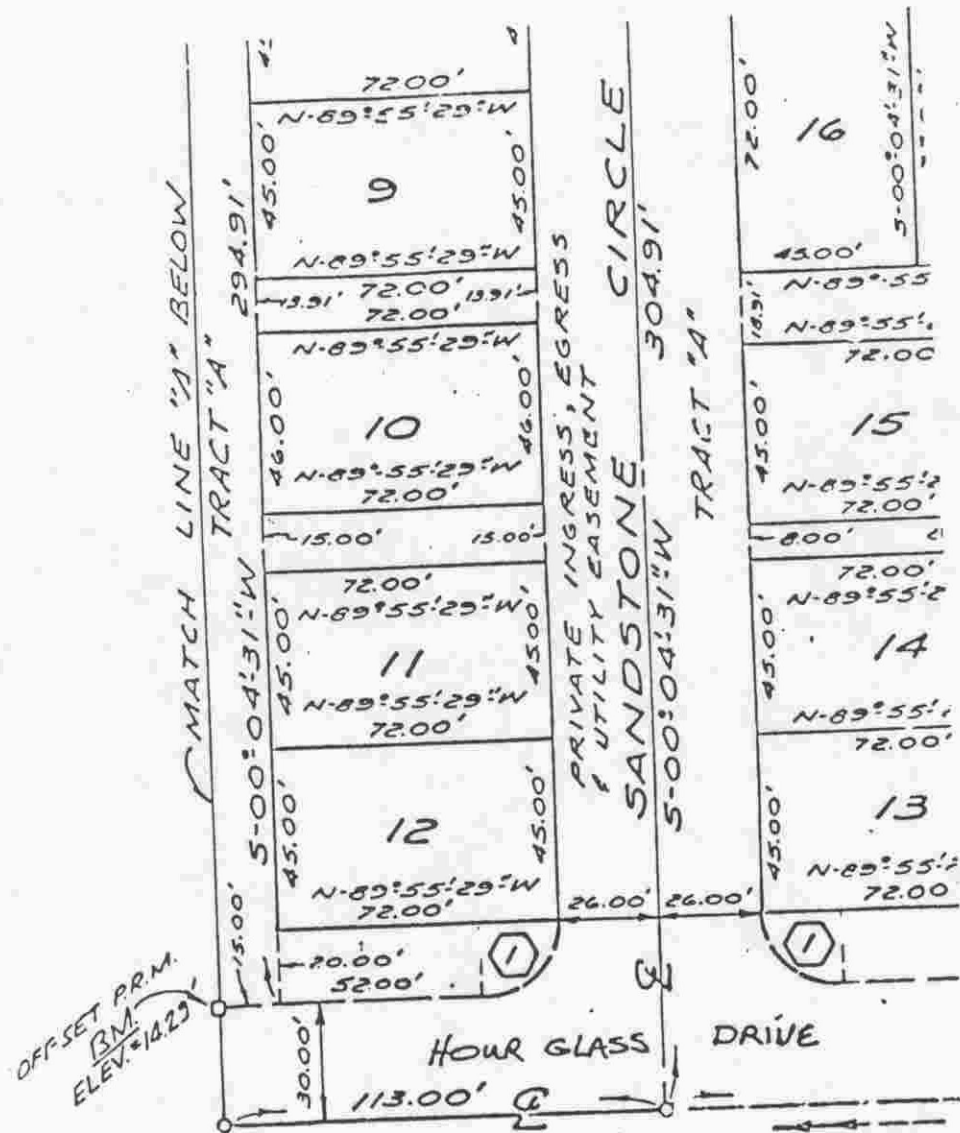 72.00'
N-89°55'29"W
45.00'
9
45.00'
N-89°55'29"W
13.91'
72.00'
13.91'
72.00'
N-89°55'29"W
46.00'
10
46.00'
N-89°55'29"W
72.00'
15.00'
15.00'
72.00'
N-89°55'29"W
45.00'
11
45.00'
N-89°55'29"W
72.00'
45.00'
12
45.00'
N-89°55'29"W
72.00'
20.00'
52.00'
1
MATCH LINE "A" BELOW
TRACT "A"
294.91'
S-00°04'31"W
15.00'
OFF-SET P.R.M.
BM.
ELEV.=14.29'
30.00'
113.00'
HOUR GLASS DRIVE
PRIVATE INGRESS, EGRESS
& UTILITY EASEMENT
SANDSTONE CIRCLE
304.91'
S-00°04'31"W
26.00'
26.00'
TRACT "A"
72.00'
16
S-00°04'31"W
45.00'
N-89°55
18.91'
N-89°55'
72.00
45.00'
15
N-89°55'2
72.00'
8.00'
72.00'
N-89°55'2
45.00'
14
N-89°55'
72.00'
45.00'
13
N-89°55'2
72.00
1